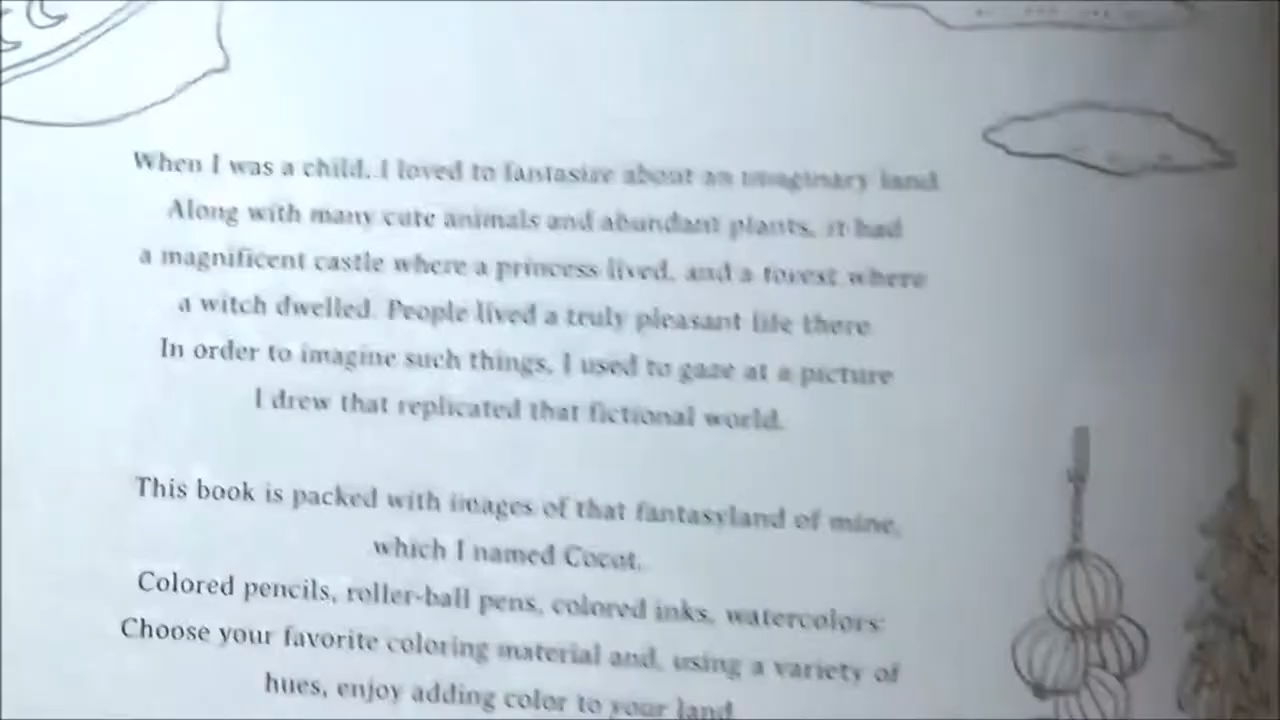 When I was a child, I loved to fantasize about an imaginary land.
Along with many cute animals and abundant plants, it had
a magnificent castle where a princess lived, and a forest where
a witch dwelled. People lived a truly pleasant life there.
In order to imagine such things, I used to gaze at a picture
I drew that replicated that fictional world.
This book is packed with images of that fantasyland of mine,
which I named Cocot.
Colored pencils, roller-ball pens, colored inks, watercolors:
Choose your favorite coloring material and, using a variety of
hues, enjoy adding color to your land.